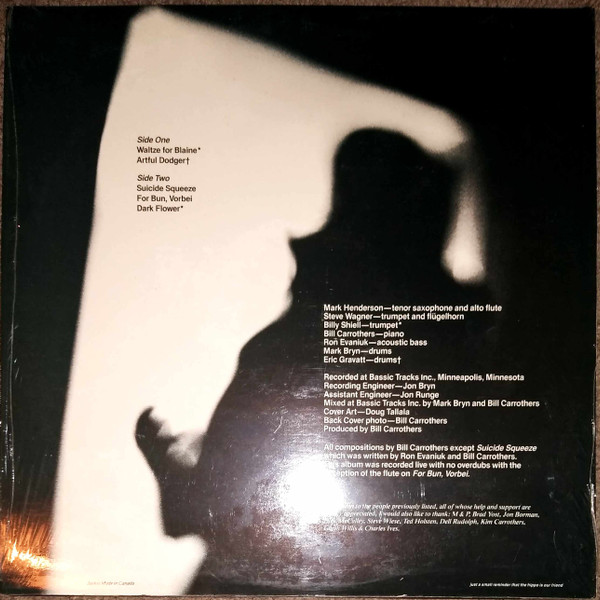 Side One
Waltze for Blaine*
Artful Dodger†
Side Two
Suicide Squeeze
For Bun, Vorbei
Dark Flower*
Mark Henderson—tenor saxophone and alto flute
Steve Wagner—trumpet and flügelhorn
Billy Shiell—trumpet*
Bill Carrothers—piano
Ron Evaniuk—acoustic bass
Mark Bryn—drums
Eric Gravatt—drums†
Recorded at Bassic Tracks Inc., Minneapolis, Minnesota
Recording Engineer—Jon Bryn
Assistant Engineer—Jon Runge
Mixed at Bassic Tracks Inc. by Mark Bryn and Bill Carrothers
Cover Art—Doug Tallala
Back Cover photo—Bill Carrothers
Produced by Bill Carrothers
All compositions by Bill Carrothers except Suicide Squeeze
which was written by Ron Evaniuk and Bill Carrothers.
album was recorded live with no overdubs with the
of the flute on For Bun, Vorbei.
to the people previously listed, all of whose help and support are
I would also like to thank: M & P, Brad Yost, Jon Borman,
Steve Wiese, Ted Holsten, Dell Rudolph, Kim Carrothers,
Willis & Charles Ives.
in Canada
just a small reminder that the hippo is our friend